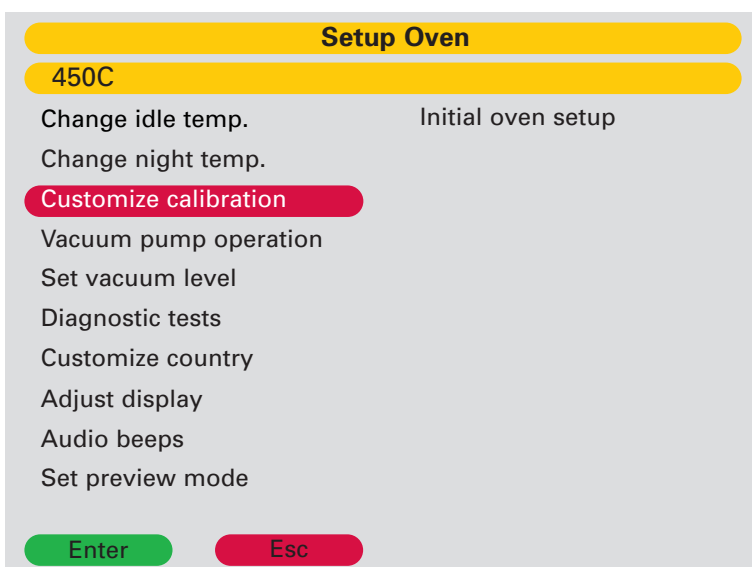 Setup Oven
450C
Change idle temp.
Change night temp.
Customize calibration
Vacuum pump operation
Set vacuum level
Diagnostic tests
Customize country
Adjust display
Audio beeps
Set preview mode
Initial oven setup
Enter
Esc